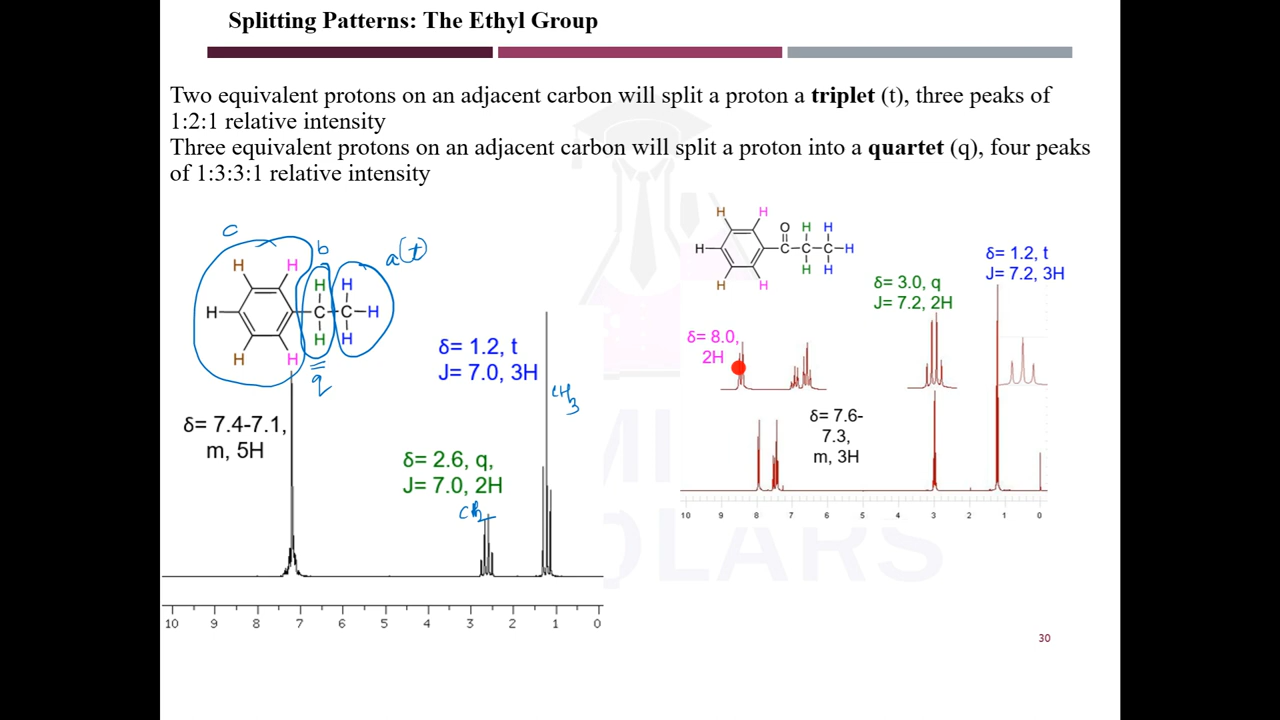 Splitting Patterns: The Ethyl Group
Two equivalent protons on an adjacent carbon will split a proton a triplet (t), three peaks of
1:2:1 relative intensity
Three equivalent protons on an adjacent carbon will split a proton into a quartet (q), four peaks
of 1:3:3:1 relative intensity
c
b
a(t)
H H H H
H C C H
H H H H
q
δ= 7.4-7.1,
m, 5H
δ= 2.6, q,
J= 7.0, 2H
CH2
δ= 1.2, t
J= 7.0, 3H
CH3
10 9 8 7 6 5 4 3 2 1 0
H H O H H
H C C C H
H H H H
δ= 8.0,
2H
δ= 7.6-
7.3,
m, 3H
δ= 3.0, q
J= 7.2, 2H
δ= 1.2, t
J= 7.2, 3H
10 9 8 7 6 5 4 3 2 1 0
30